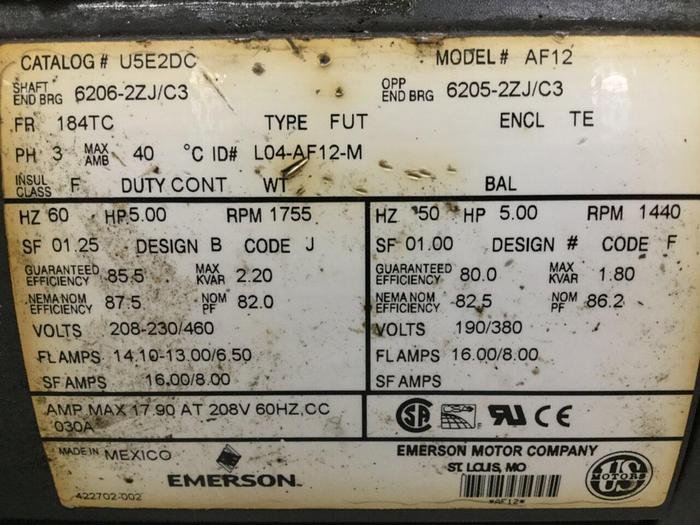 CATALOG # U5E2DC MODEL # AF12
SHAFT END BRG 6206-2ZJ/C3 OPP END BRG 6205-2ZJ/C3
FR 184TC TYPE FUT ENCL TE
PH 3 MAX AMB 40 °C ID# L04-AF12-M
INSUL CLASS F DUTY CONT WT BAL
HZ 60 HP 5.00 RPM 1755
SF 01.25 DESIGN B CODE J
GUARANTEED EFFICIENCY 85.5 MAX KVAR 2.20
NEMA NOM EFFICIENCY 87.5 NOM PF 82.0
VOLTS 208-230/460
FL AMPS 14.10-13.00/6.50
SF AMPS 16.00/8.00
HZ 50 HP 5.00 RPM 1440
SF 01.00 DESIGN # CODE F
GUARANTEED EFFICIENCY 80.0 MAX KVAR 1.80
NEMA NOM EFFICIENCY 82.5 NOM PF 86.2
VOLTS 190/380
FL AMPS 16.00/8.00
SF AMPS
AMP MAX 17.90 AT 208V 60HZ,CC
030A
MADE IN MEXICO
EMERSON
422702-002
EMERSON MOTOR COMPANY
ST. LOUIS, MO
*AF12*
US MOTORS